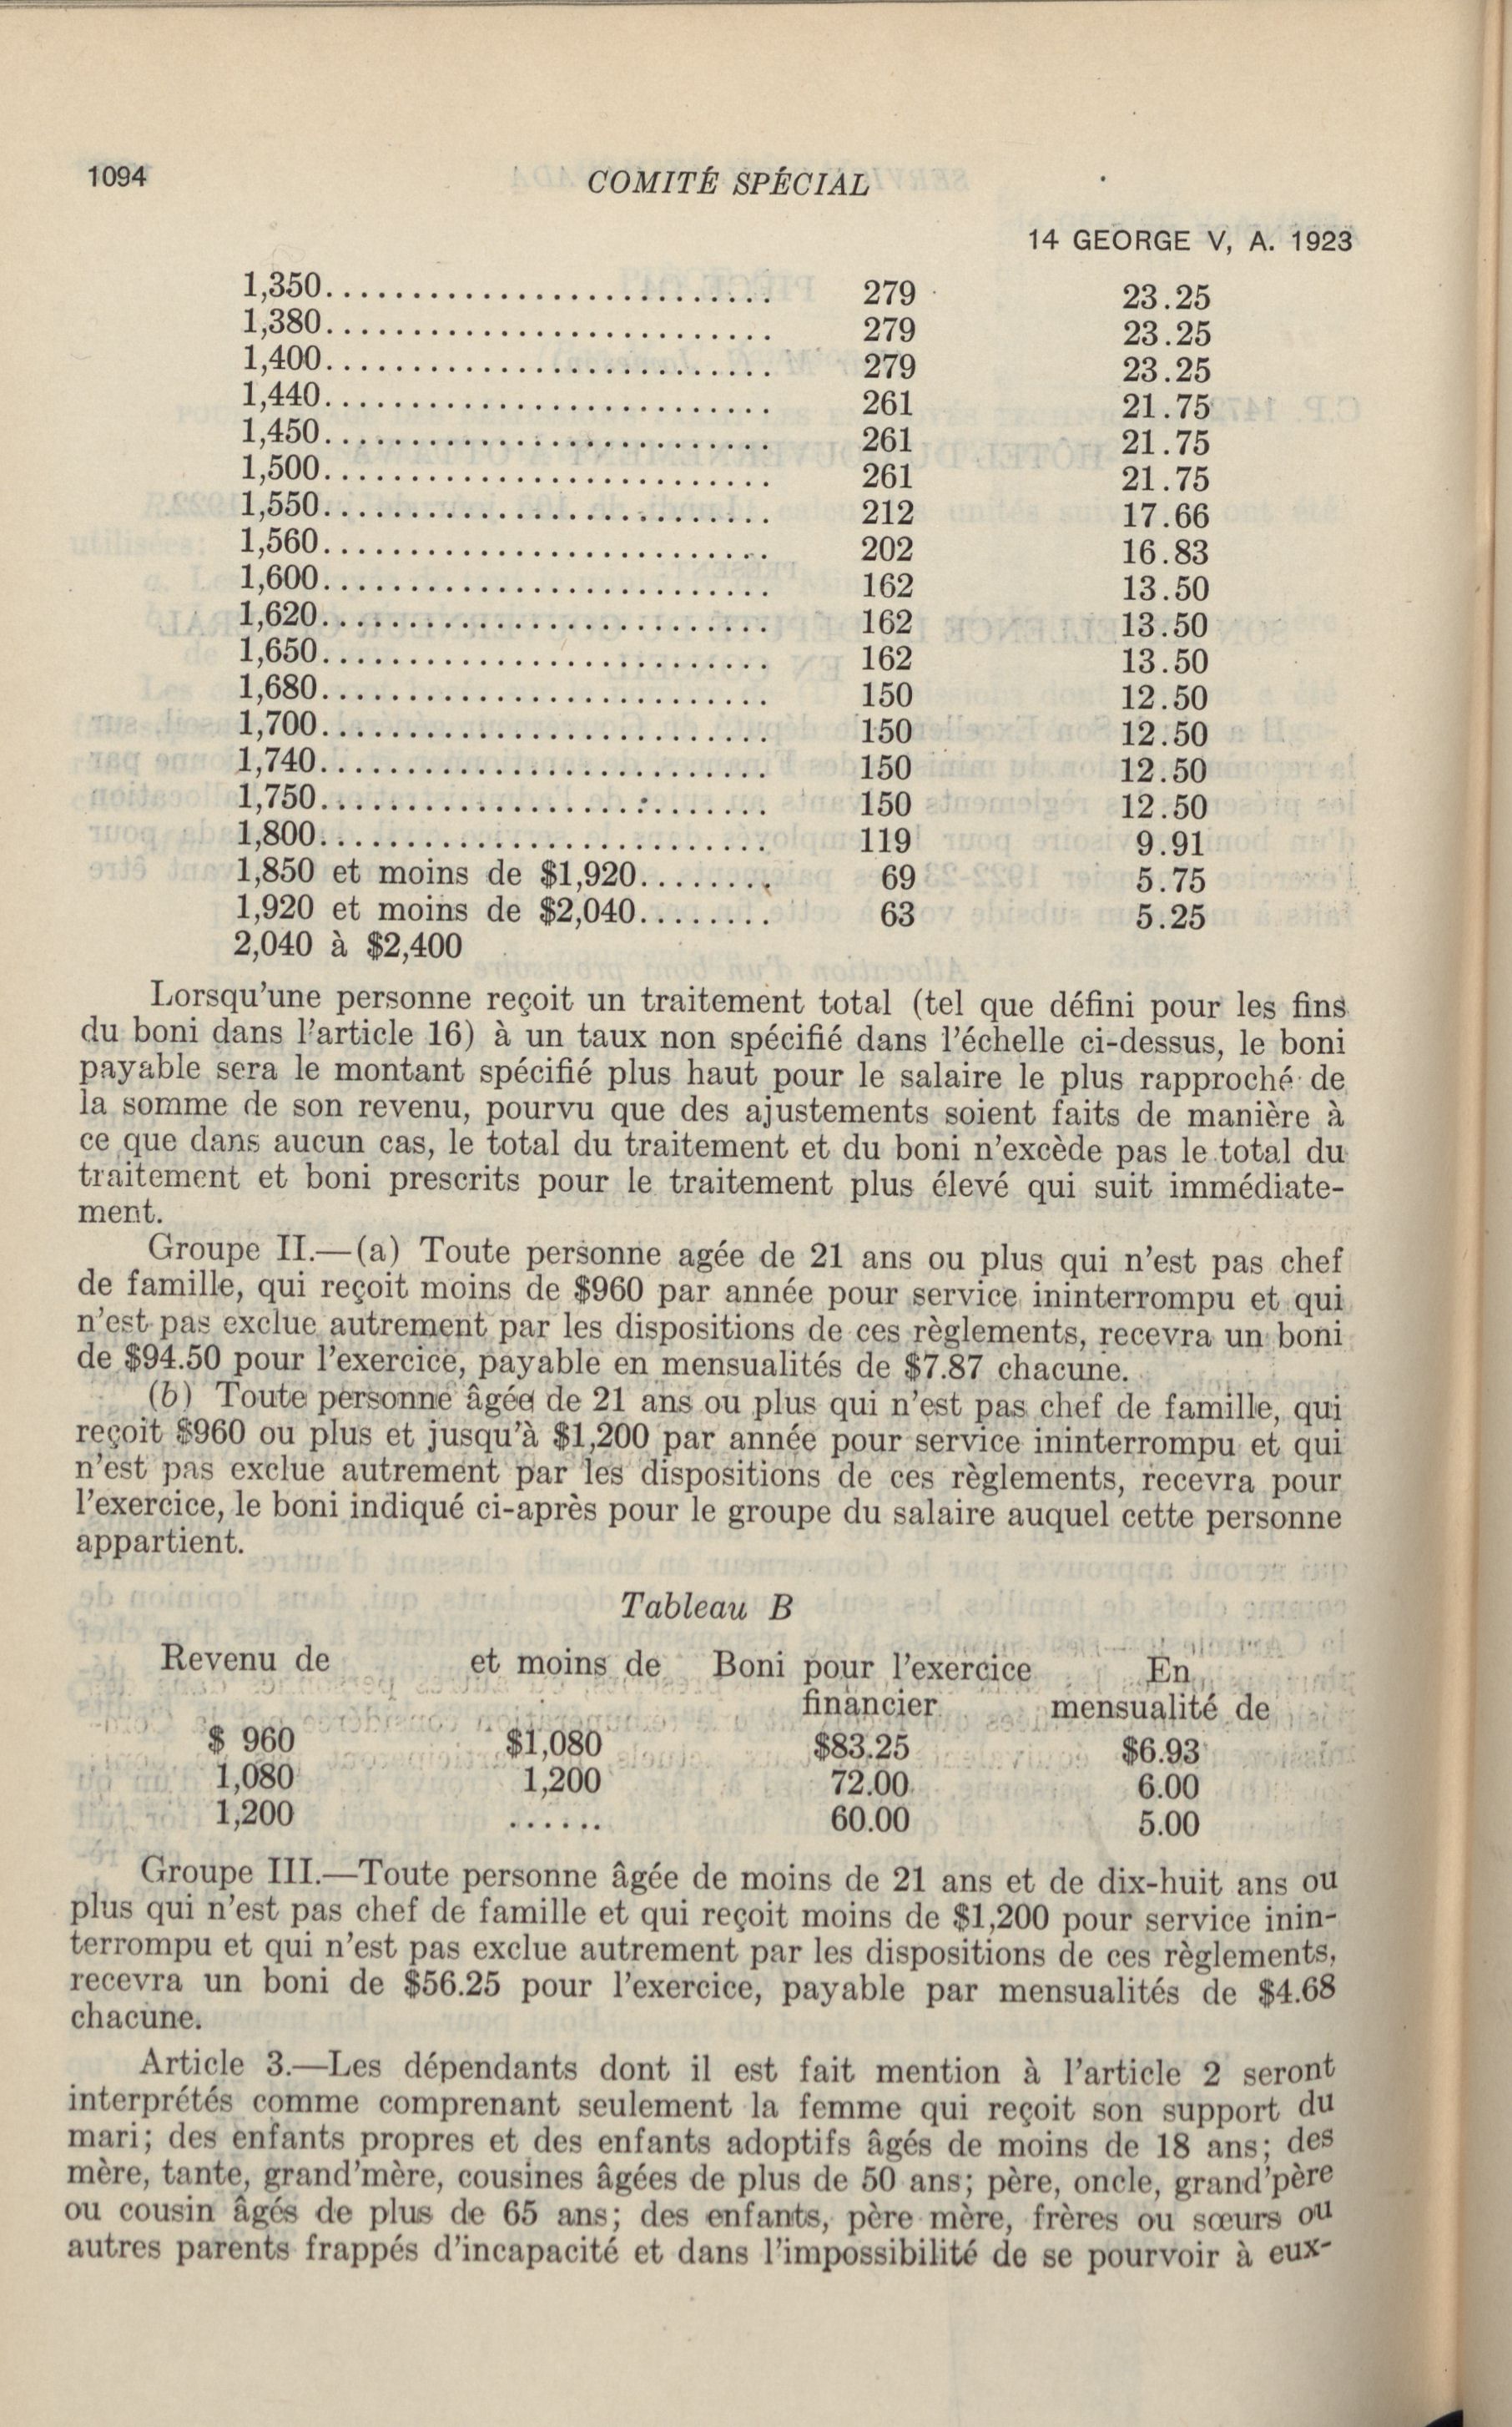 1094
COMITÉ SPÉCIAL
14 GEORGE V, A. 1923
1,350........................... 279 23.25
1,380........................... 279 23.25
1,400........................... 279 23.25
1,440........................... 261 21.75
1,450........................... 261 21.75
1,500........................... 261 21.75
1,550........................... 212 17.66
1,560........................... 202 16.83
1,600........................... 162 13.50
1,620........................... 162 13.50
1,650........................... 162 13.50
1,680........................... 150 12.50
1,700........................... 150 12.50
1,740........................... 150 12.50
1,750........................... 150 12.50
1,800........................... 119 9.91
1,850 et moins de $1,920........ 69 5.75
1,920 et moins de $2,040........ 63 5.25
2,040 à $2,400
Lorsqu'une personne reçoit un traitement total (tel que défini pour les fins
du boni dans l'article 16) à un taux non spécifié dans l'échelle ci-dessus, le boni
payable sera le montant spécifié plus haut pour le salaire le plus rapproché de
la somme de son revenu, pourvu que des ajustements soient faits de manière à
ce que dans aucun cas, le total du traitement et du boni n'excède pas le total du
traitement et boni prescrits pour le traitement plus élevé qui suit immédiate-
ment.
Groupe II.—(a) Toute personne agée de 21 ans ou plus qui n'est pas chef
de famille, qui reçoit moins de $960 par année pour service ininterrompu et qui
n'est pas exclue autrement par les dispositions de ces règlements, recevra un boni
de $94.50 pour l'exercice, payable en mensualités de $7.87 chacune.
(b) Toute personne âgée de 21 ans ou plus qui n'est pas chef de famille, qui
reçoit $960 ou plus et jusqu'à $1,200 par année pour service ininterrompu et qui
n'est pas exclue autrement par les dispositions de ces règlements, recevra pour
l'exercice, le boni indiqué ci-après pour le groupe du salaire auquel cette personne
appartient.
Tableau B
Revenu de et moins de Boni pour l'exercice En
financier mensualité de
$ 960 $1,080 $83.25 $6.93
1,080 1,200 72.00 6.00
1,200 ...... 60.00 5.00
Groupe III.—Toute personne âgée de moins de 21 ans et de dix-huit ans ou
plus qui n'est pas chef de famille et qui reçoit moins de $1,200 pour service inin-
terrompu et qui n'est pas exclue autrement par les dispositions de ces règlements,
recevra un boni de $56.25 pour l'exercice, payable par mensualités de $4.68
chacune.
Article 3.—Les dépendants dont il est fait mention à l'article 2 seront
interprétés comme comprenant seulement la femme qui reçoit son support du
mari; des enfants propres et des enfants adoptifs âgés de moins de 18 ans; des
mère, tante, grand'mère, cousines âgées de plus de 50 ans; père, oncle, grand'père
ou cousin âgés de plus de 65 ans; des enfants, père mère, frères ou sœurs ou
autres parents frappés d'incapacité et dans l'impossibilité de se pourvoir à eux-